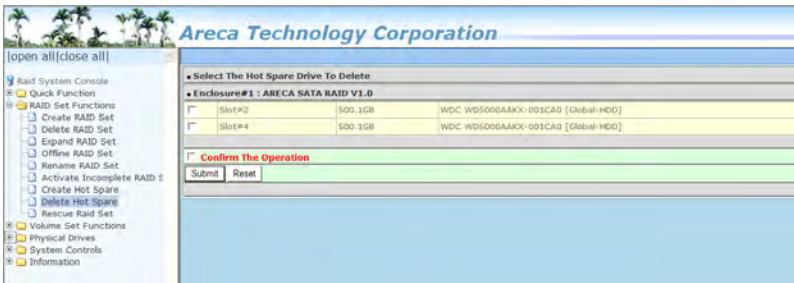 Areca Technology Corporation
|open all|close all|
Raid System Console
Quick Function
RAID Set Functions
Create RAID Set
Delete RAID Set
Expand RAID Set
Offline RAID Set
Rename RAID Set
Activate Incomplete RAID S
Create Hot Spare
Delete Hot Spare
Rescue Raid Set
Volume Set Functions
Physical Drives
System Controls
Information
▪ Select The Hot Spare Drive To Delete
▪ Enclosure#1 : ARECA SATA RAID V1.0
Slot#2 500.1GB WDC WD5000AAKX-001CA0 [Global-HDD]
Slot#4 500.1GB WDC WD5000AAKX-001CA0 [Global-HDD]
Confirm The Operation
Submit Reset